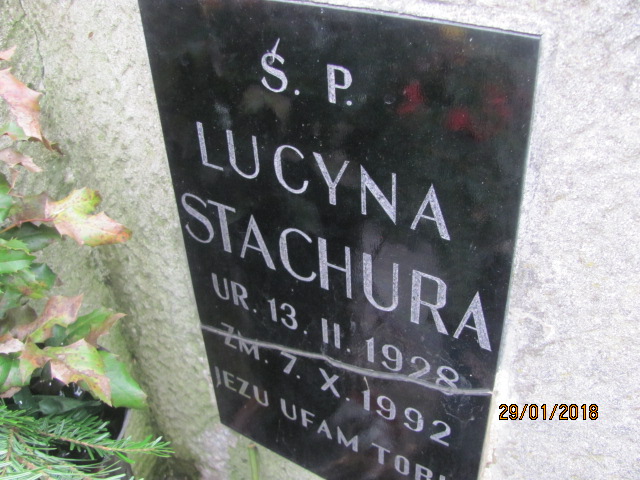 Ś. P.
LUCYNA
STACHURA
UR. 13. II. 1928
ZM. 7. X. 1992
JEZU UFAM
29/01/2018